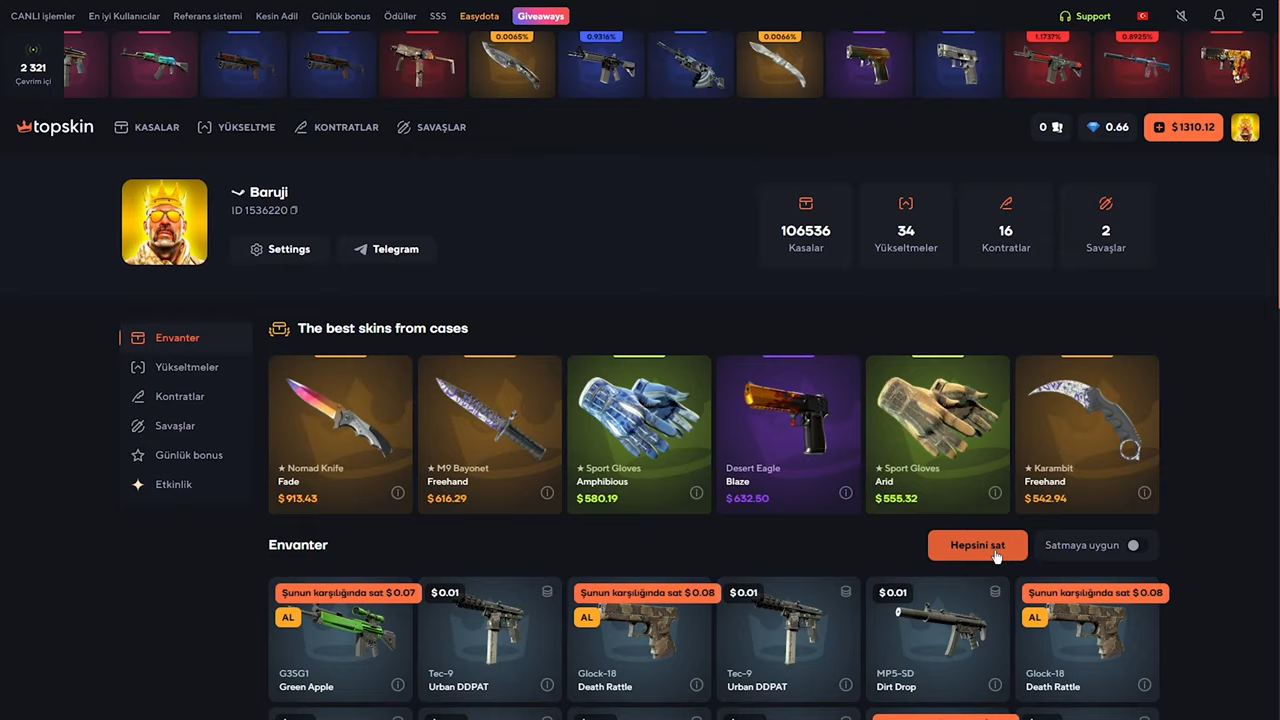 CANLI işlemler En iyi Kullanıcılar Referans sistemi Kesin Adil Günlük bonus Ödüller SSS Easydota Giveaways Support
0.0065% 0.9316% 0.0066% 1.1737% 0.8925%
2 321
Çevrim içi
topskin KASALAR YÜKSELTME KONTRATLAR SAVAŞLAR 0 0.66 $1310.12
Baruji
ID 1536220
Settings Telegram
106536 34 16 2
Kasalar Yükseltmeler Kontratlar Savaşlar
Envanter
Yükseltmeler
Kontratlar
Savaşlar
Günlük bonus
Etkinlik
The best skins from cases
★ Nomad Knife
Fade
$913.43
★ M9 Bayonet
Freehand
$616.29
★ Sport Gloves
Amphibious
$580.19
Desert Eagle
Blaze
$632.50
★ Sport Gloves
Arid
$555.32
★ Karambit
Freehand
$542.94
Envanter
Hepsini sat Satmaya uygun
Şunun karşılığında sat $0.07
AL
G3SG1
Green Apple
$0.01
Tec-9
Urban DDPAT
Şunun karşılığında sat $0.08
AL
Glock-18
Death Rattle
$0.01
Tec-9
Urban DDPAT
$0.01
MP5-SD
Dirt Drop
Şunun karşılığında sat $0.08
AL
Glock-18
Death Rattle